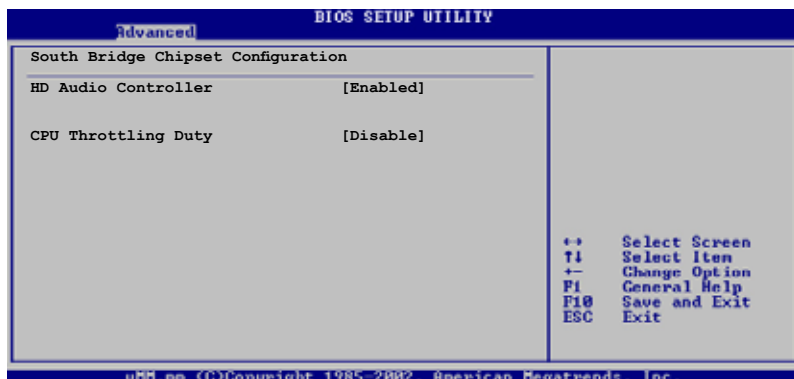 BIOS SETUP UTILITY
Advanced
South Bridge Chipset Configuration
HD Audio Controller [Enabled]
CPU Throttling Duty [Disable]
↔ Select Screen
↑↓ Select Item
+- Change Option
F1 General Help
F10 Save and Exit
ESC Exit
(C)Copyright 1985-2002, American Megatrends, Inc.